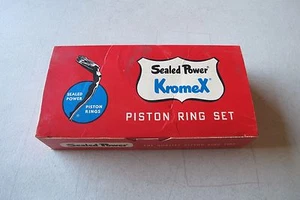 Sealed Power
KromeX
SEALED
POWER
PISTON
RINGS
PISTON RING SET
Sealed Power